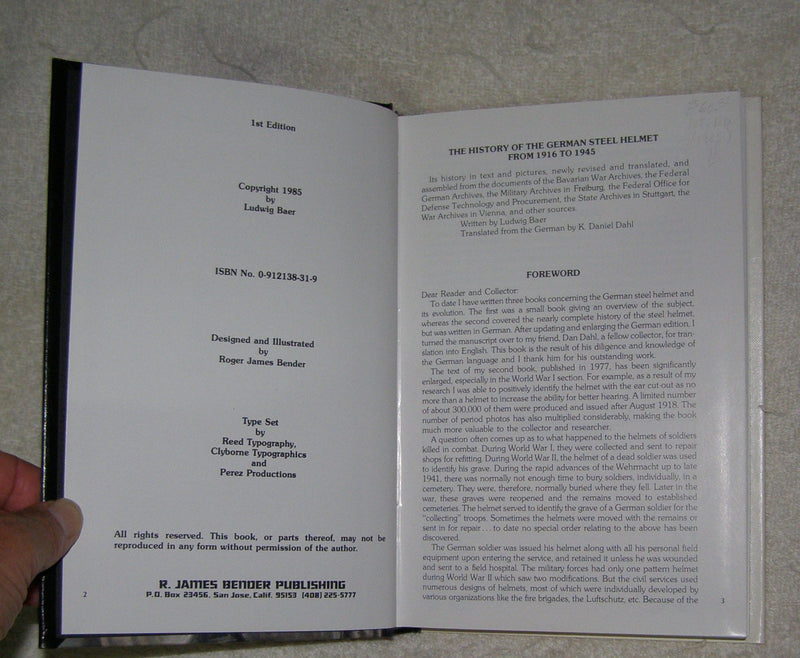 1st Edition
Copyright 1985
by
Ludwig Baer
ISBN No. 0-912138-31-9
Designed and Illustrated
by
Roger James Bender
Type Set
by
Reed Typography,
Clyborne Typographics
and
Perez Productions
All rights reserved. This book, or parts thereof, may not be
reproduced in any form without permission of the author.
R. JAMES BENDER PUBLISHING
P.O. Box 23456, San Jose, Calif. 95153 (408) 225-5777
2
THE HISTORY OF THE GERMAN STEEL HELMET
FROM 1916 TO 1945
Its history in text and pictures, newly revised and translated, and
assembled from the documents of the Bavarian War Archives, the Federal
German Archives, the Military Archives in Freiburg, the Federal Office for
Defense Technology and Procurement, the State Archives in Stuttgart, the
War Archives in Vienna, and other sources.
Written by Ludwig Baer
Translated from the German by K. Daniel Dahl
FOREWORD
Dear Reader and Collector:
To date I have written three books concerning the German steel helmet and
its evolution. The first was a small book giving an overview of the subject,
whereas the second covered the nearly complete history of the steel helmet,
but was written in German. After updating and enlarging the German edition, I
turned the manuscript over to my friend, Dan Dahl, a fellow collector, for tran-
slation into English. This book is the result of his diligence and knowledge of
the German language and I thank him for his outstanding work.
The text of my second book, published in 1977, has been significantly
enlarged, especially in the World War I section. For example, as a result of my
research I was able to positively identify the helmet with the ear cut-out as no
more than a helmet to increase the ability for better hearing. A limited number
of about 300,000 of them were produced and issued after August 1918. The
number of period photos has also multiplied considerably, making the book
much more valuable to the collector and researcher.
A question often comes up as to what happened to the helmets of soldiers
killed in combat. During World War I, they were collected and sent to repair
shops for refitting. During World War II, the helmet of a dead soldier was used
to identify his grave. During the rapid advances of the Wehrmacht up to late
1941, there was normally not enough time to bury soldiers, individually, in a
cemetery. They were, therefore, normally buried where they fell. Later in the
war, these graves were reopened and the remains moved to established
cemeteries. The helmet served to identify the grave of a German soldier for the
"collecting" troops. Sometimes the helmets were moved with the remains or
sent in for repair . . . to date no special order relating to the above has been
discovered.
The German soldier was issued his helmet along with all his personal field
equipment upon entering the service, and retained it unless he was wounded
and sent to a field hospital. The military forces had only one pattern helmet
during World War II which saw two modifications. But the civil services used
numerous designs of helmets, most of which were individually developed by
various organizations like the fire brigades, the Luftschutz, etc. Because of the
3